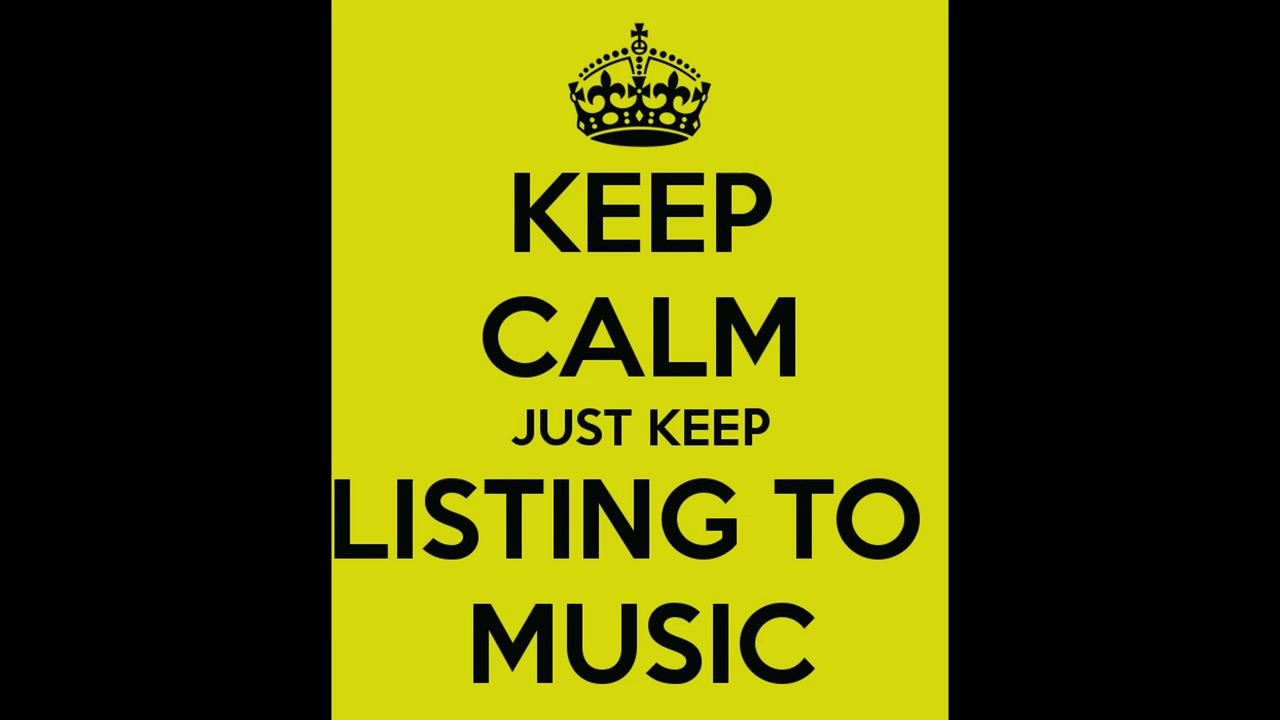 KEEP
CALM
JUST KEEP
LISTING TO
MUSIC